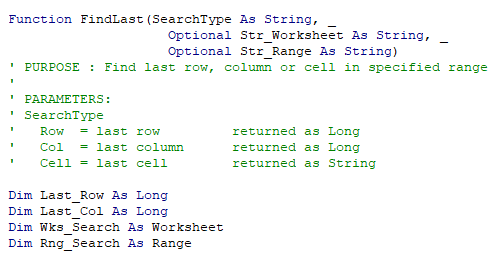 Function FindLast(SearchType As String, _
Optional Str_Worksheet As String, _
Optional Str_Range As String)
' PURPOSE : Find last row, column or cell in specified range
'
' PARAMETERS:
' SearchType
'   Row  = last row         returned as Long
'   Col  = last column      returned as Long
'   Cell = last cell        returned as String
Dim Last_Row As Long
Dim Last_Col As Long
Dim Wks_Search As Worksheet
Dim Rng_Search As Range